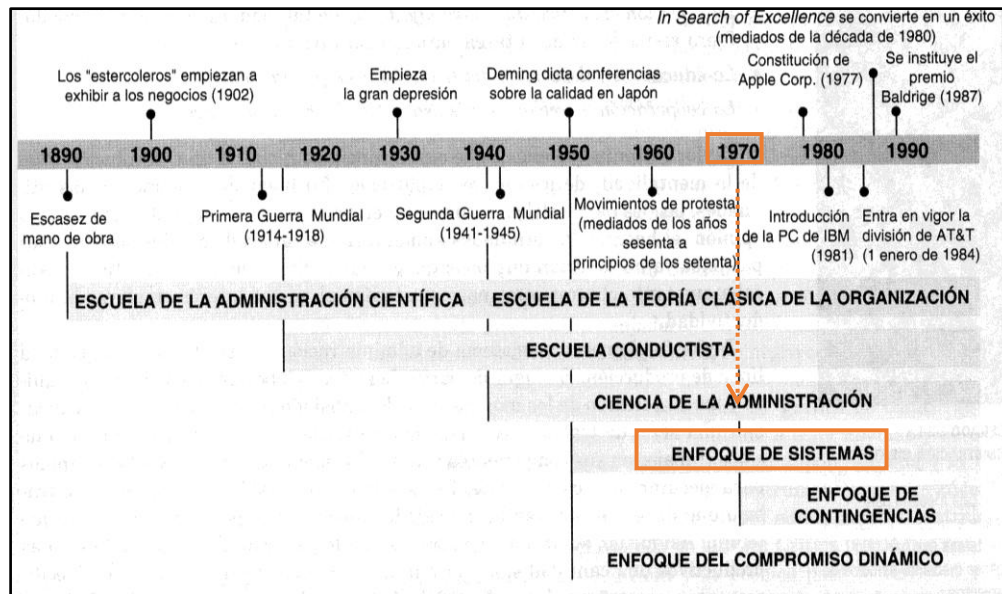 In Search of Excellence se convierte en un éxito
(mediados de la década de 1980)
Los "estercoleros" empiezan a
exhibir a los negocios (1902)
Empieza
la gran depresión
Deming dicta conferencias
sobre la calidad en Japón
Constitución de
Apple Corp. (1977)
Se instituye el
premio
Baldrige (1987)
1890 1900 1910 1920 1930 1940 1950 1960 1970 1980 1990
Escasez de
mano de obra
Primera Guerra Mundial
(1914-1918)
Segunda Guerra Mundial
(1941-1945)
Movimientos de protesta
(mediados de los años
sesenta a
principios de los setenta)
Introducción
de la PC de IBM
(1981)
Entra en vigor la
división de AT&T
(1 enero de 1984)
ESCUELA DE LA ADMINISTRACIÓN CIENTÍFICA
ESCUELA DE LA TEORÍA CLÁSICA DE LA ORGANIZACIÓN
ESCUELA CONDUCTISTA
CIENCIA DE LA ADMINISTRACIÓN
ENFOQUE DE SISTEMAS
ENFOQUE DE
CONTINGENCIAS
ENFOQUE DEL COMPROMISO DINÁMICO